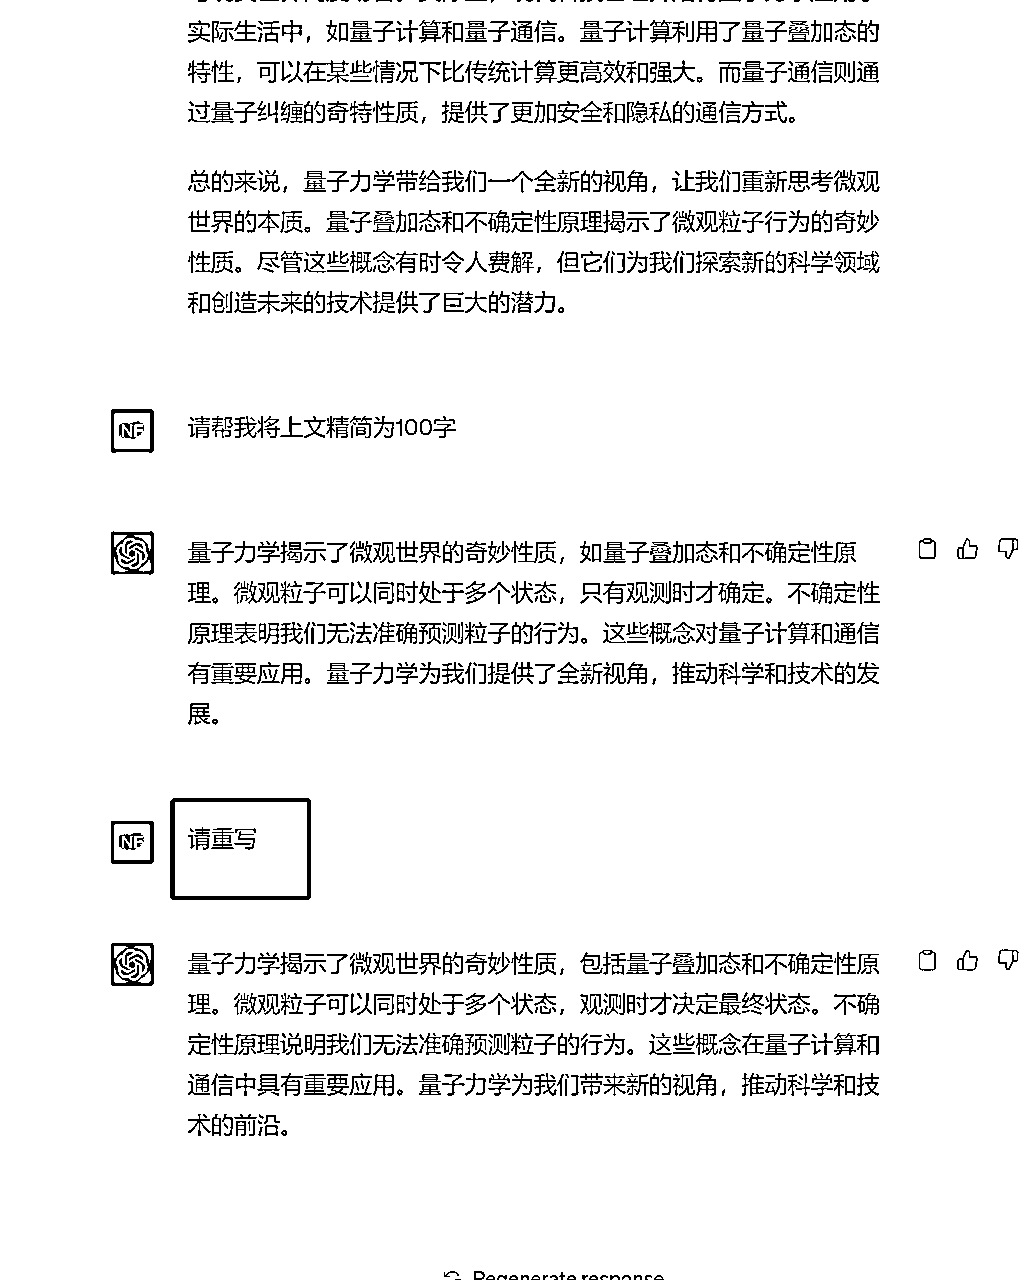 实际生活中，如量子计算和量子通信。量子计算利用了量子叠加态的
特性，可以在某些情况下比传统计算更高效和强大。而量子通信则通
过量子纠缠的奇特性质，提供了更加安全和隐私的通信方式。
总的来说，量子力学带给我们一个全新的视角，让我们重新思考微观
世界的本质。量子叠加态和不确定性原理揭示了微观粒子行为的奇妙
性质。尽管这些概念有时令人费解，但它们为我们探索新的科学领域
和创造未来的技术提供了巨大的潜力。
NF
请帮我将上文精简为100字
量子力学揭示了微观世界的奇妙性质，如量子叠加态和不确定性原
理。微观粒子可以同时处于多个状态，只有观测时才确定。不确定性
原理表明我们无法准确预测粒子的行为。这些概念对量子计算和通信
有重要应用。量子力学为我们提供了全新视角，推动科学和技术的发
展。
NF
请重写
量子力学揭示了微观世界的奇妙性质，包括量子叠加态和不确定性原
理。微观粒子可以同时处于多个状态，观测时才决定最终状态。不确
定性原理说明我们无法准确预测粒子的行为。这些概念在量子计算和
通信中具有重要应用。量子力学为我们带来新的视角，推动科学和技
术的前沿。
Regenerate response